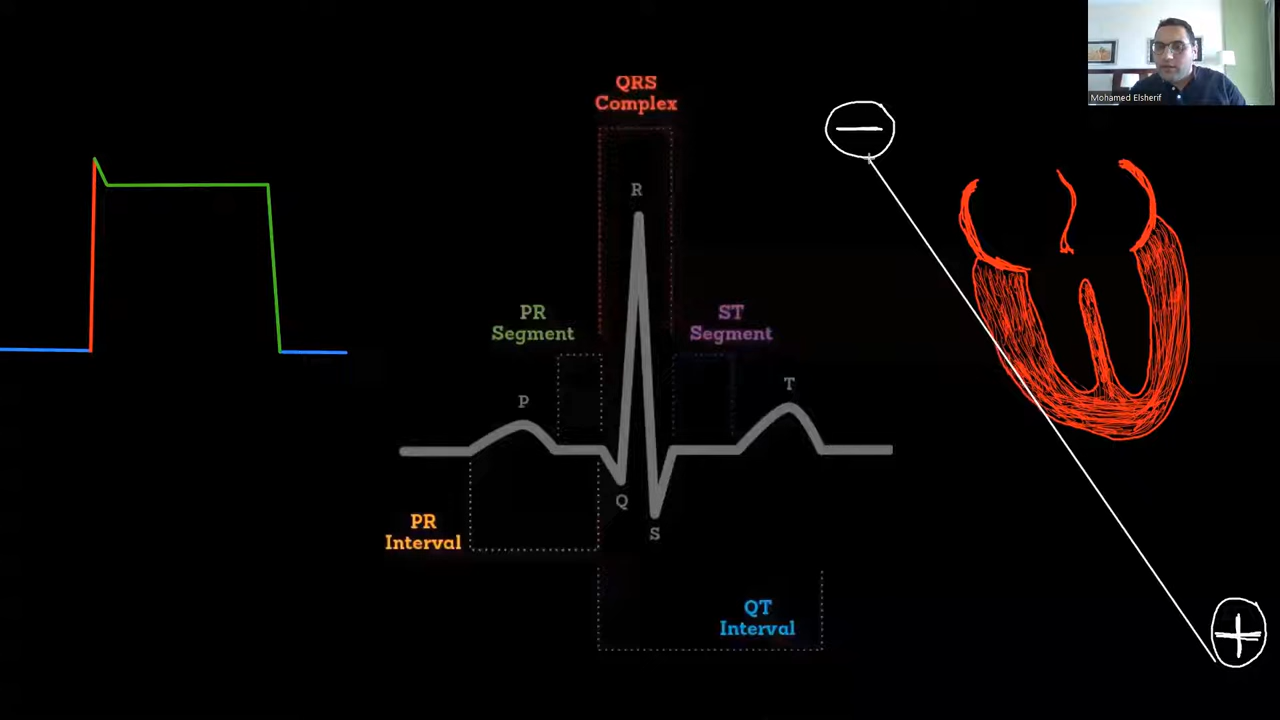 Mohamed Elsherif
QRS
Complex
R
PR
Segment
ST
Segment
P
T
Q
S
PR
Interval
QT
Interval
−
+